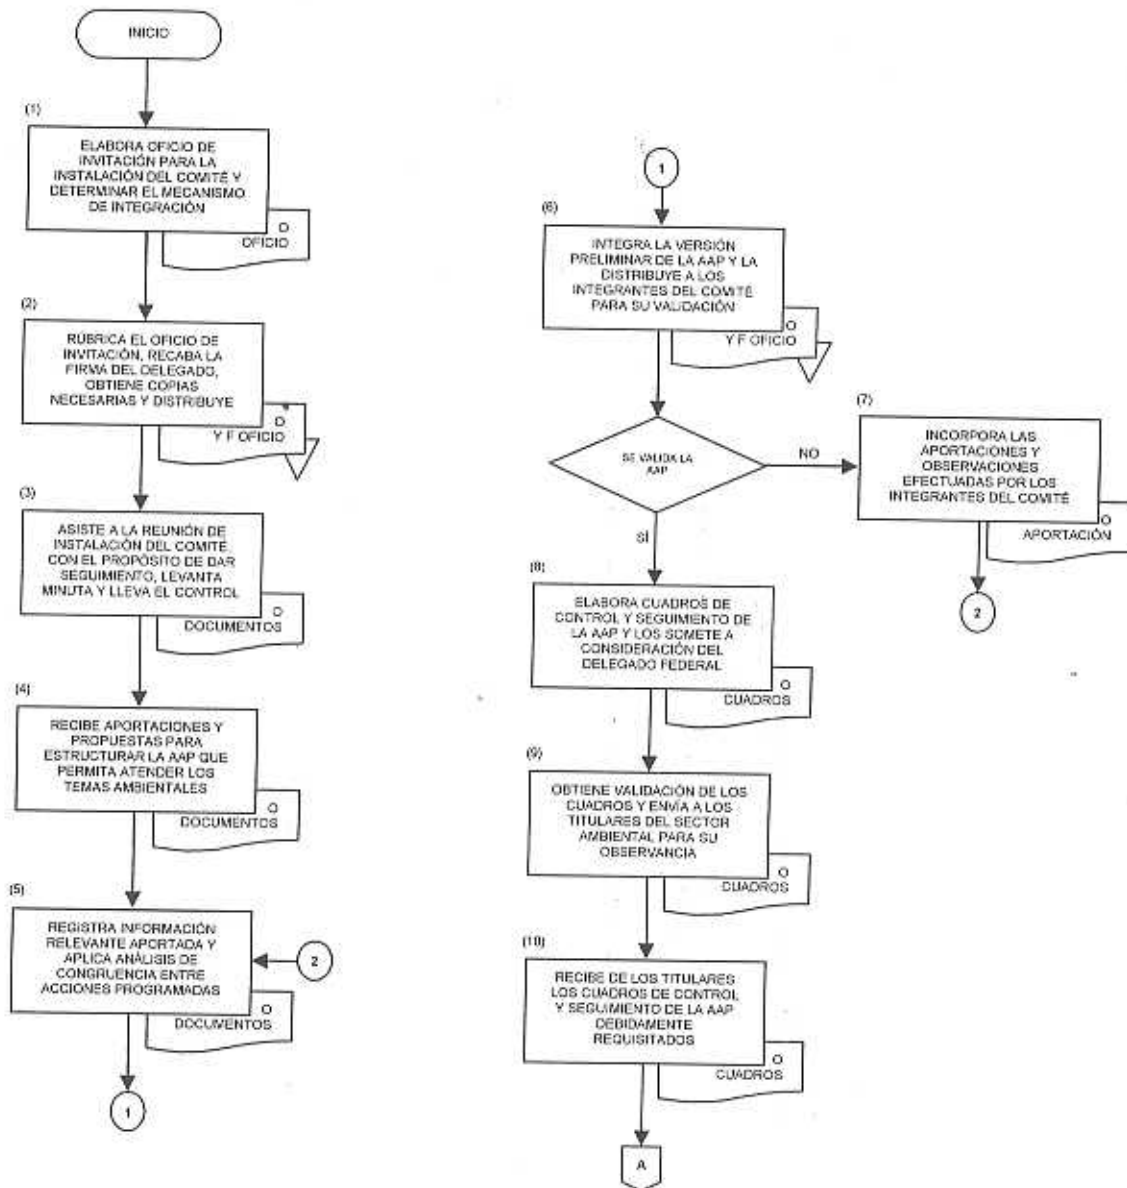 INICIO
(1)
ELABORA OFICIO DE
INVITACIÓN PARA LA
INSTALACIÓN DEL COMITÉ Y
DETERMINAR EL MECANISMO
DE INTEGRACIÓN
O
OFICIO
(2)
RÚBRICA EL OFICIO DE
INVITACIÓN, RECABA LA
FIRMA DEL DELEGADO,
OBTIENE COPIAS
NECESARIAS Y DISTRIBUYE
O
Y F OFICIO
(3)
ASISTE A LA REUNIÓN DE
INSTALACIÓN DEL COMITÉ,
CON EL PROPÓSITO DE DAR
SEGUIMIENTO, LEVANTA
MINUTA Y LLEVA EL CONTROL
O
DOCUMENTOS
(4)
RECIBE APORTACIONES Y
PROPUESTAS PARA
ESTRUCTURAR LA AAP QUE
PERMITA ATENDER LOS
TEMAS AMBIENTALES
O
DOCUMENTOS
(5)
REGISTRA INFORMACIÓN
RELEVANTE APORTADA Y
APLICA ANÁLISIS DE
CONGRUENCIA ENTRE
ACCIONES PROGRAMADAS
2
O
DOCUMENTOS
1
1
(6)
INTEGRA LA VERSIÓN
PRELIMINAR DE LA AAP Y LA
DISTRIBUYE A LOS
INTEGRANTES DEL COMITÉ
PARA SU VALIDACIÓN
O
Y F OFICIO
SE VALIDA LA
AAP
NO
SÍ
(7)
INCORPORA LAS
APORTACIONES Y
OBSERVACIONES
EFECTUADAS POR LOS
INTEGRANTES DEL COMITÉ
O
APORTACIÓN
2
(8)
ELABORA CUADROS DE
CONTROL Y SEGUIMIENTO DE
LA AAP Y LOS SOMETE A
CONSIDERACIÓN DEL
DELEGADO FEDERAL
O
CUADROS
(9)
OBTIENE VALIDACIÓN DE LOS
CUADROS Y ENVÍA A LOS
TITULARES DEL SECTOR
AMBIENTAL PARA SU
OBSERVANCIA
O
CUADROS
(10)
RECIBE DE LOS TITULARES
LOS CUADROS DE CONTROL
Y SEGUIMIENTO DE LA AAP
DEBIDAMENTE
REQUISITADOS
O
CUADROS
A